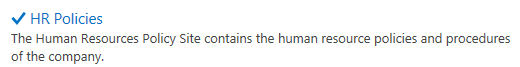 HR Policies
The Human Resources Policy Site contains the human resource policies and procedures
of the company.